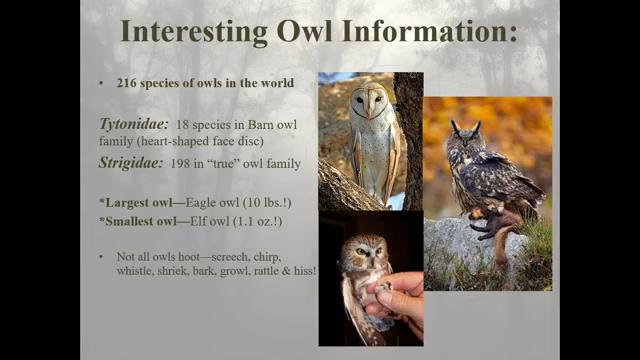 Interesting Owl Information:
• 216 species of owls in the world
Tytonidae: 18 species in Barn owl
family (heart-shaped face disc)
Strigidae: 198 in “true” owl family
*Largest owl—Eagle owl (10 lbs.!)
*Smallest owl—Elf owl (1.1 oz.!)
• Not all owls hoot—screech, chirp,
whistle, shriek, bark, growl, rattle & hiss!